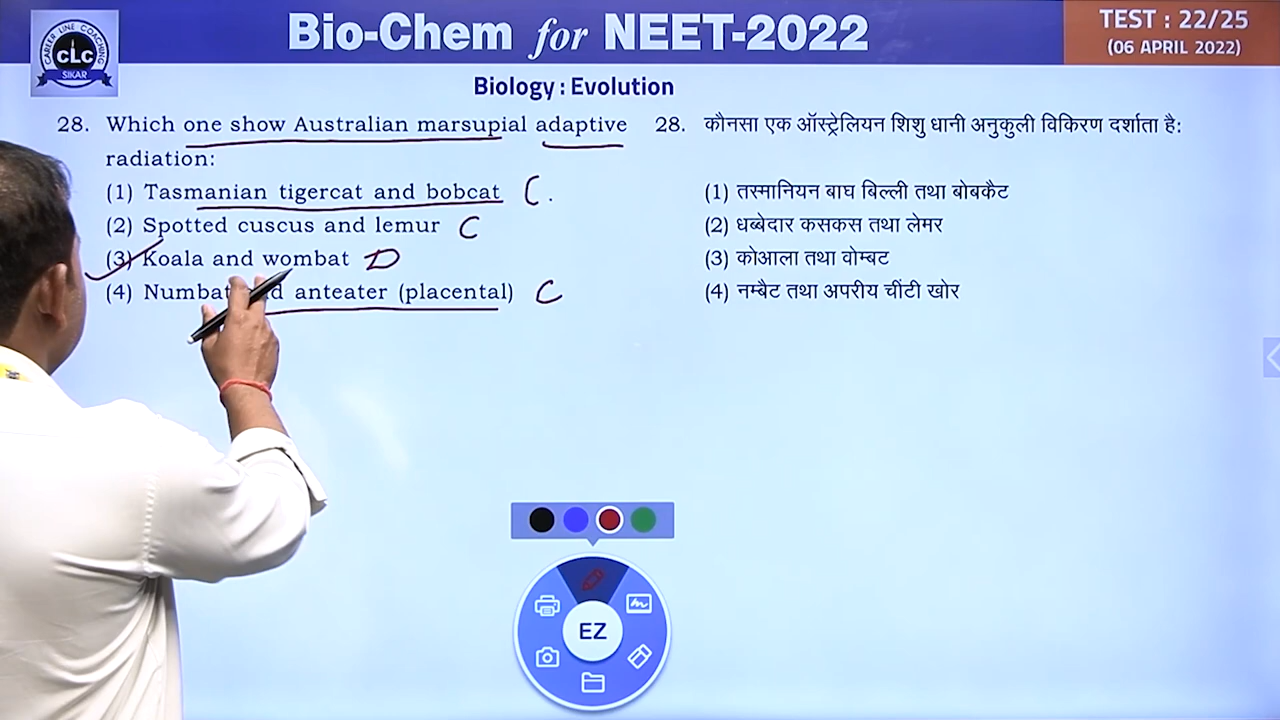 CAREER LINE COACHING
CLC
SIKAR
Bio-Chem for NEET-2022
TEST : 22/25
(06 APRIL 2022)
Biology : Evolution
28. Which one show Australian marsupial adaptive
radiation:
(1) Tasmanian tigercat and bobcat C.
(2) Spotted cuscus and lemur C
(3) Koala and wombat D
(4) Numbat anteater (placental) C
28. कौनसा एक ऑस्ट्रेलियन शिशु धानी अनुकुली विकिरण दर्शाता है:
(1) तस्मानियन बाघ बिल्ली तथा बोबकैट
(2) धब्बेदार कसकस तथा लेमर
(3) कोआला तथा वोम्बट
(4) नम्बैट तथा अपरीय चींटी खोर
EZ